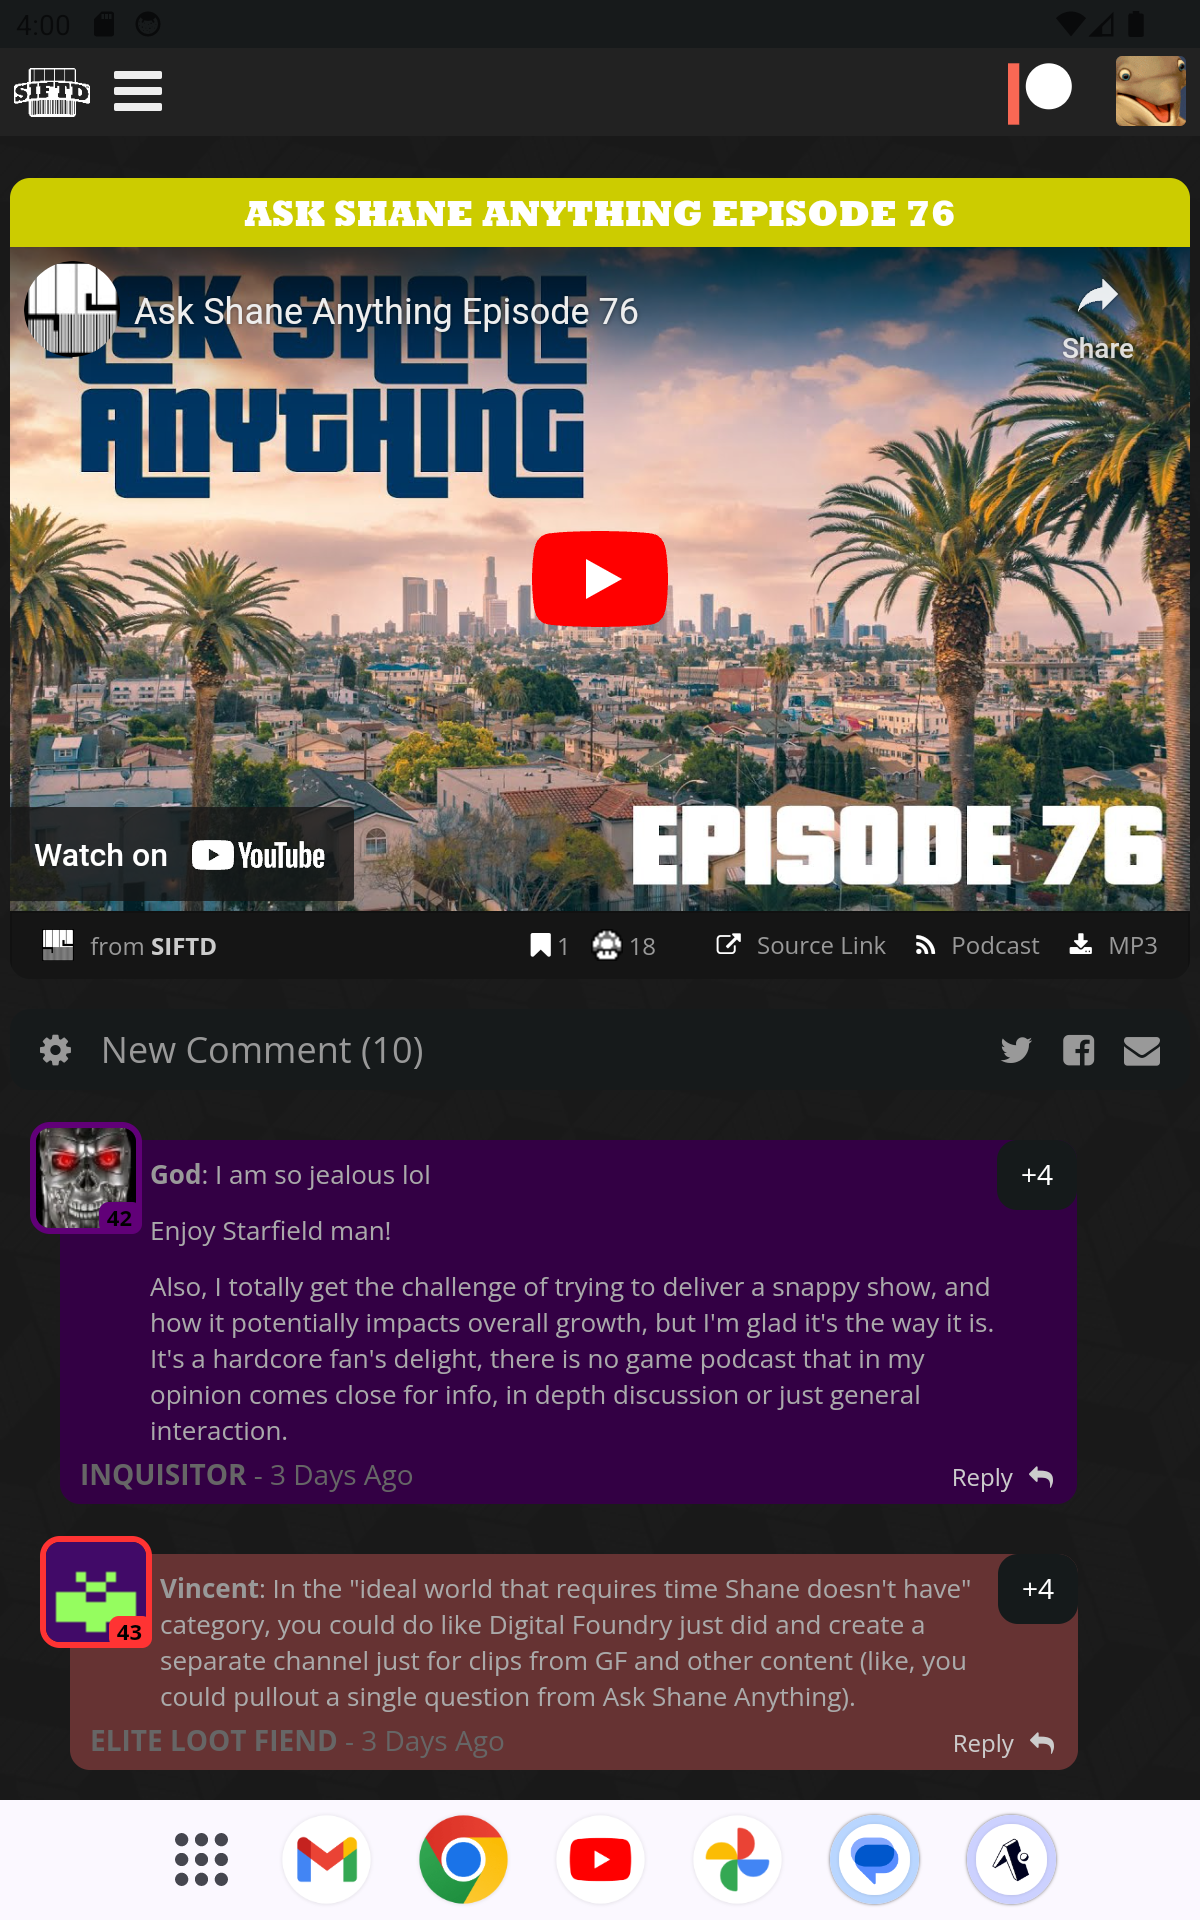 4:00
SIFTD
ASK SHANE ANYTHING EPISODE 76
ASK SHANE
Ask Shane Anything Episode 76
Share
ANYTHING
EPISODE 76
Watch on YouTube
from SIFTD
1
18
Source Link
Podcast
MP3
New Comment (10)
42
God: I am so jealous lol
+4
Enjoy Starfield man!
Also, I totally get the challenge of trying to deliver a snappy show, and
how it potentially impacts overall growth, but I'm glad it's the way it is.
It's a hardcore fan's delight, there is no game podcast that in my
opinion comes close for info, in depth discussion or just general
interaction.
INQUISITOR - 3 Days Ago
Reply
43
Vincent: In the "ideal world that requires time Shane doesn't have"
+4
category, you could do like Digital Foundry just did and create a
separate channel just for clips from GF and other content (like, you
could pullout a single question from Ask Shane Anything).
ELITE LOOT FIEND - 3 Days Ago
Reply